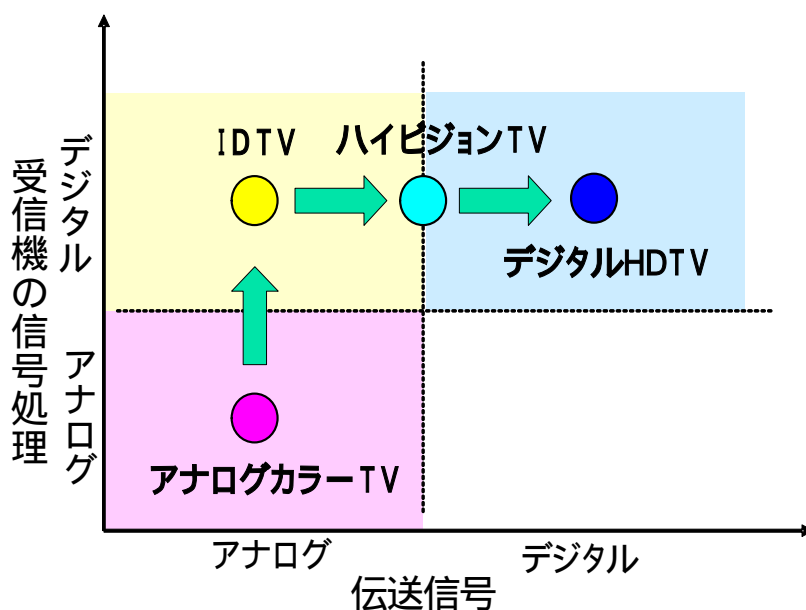 IDTV
ハイビジョンTV
デジタルHDTV
アナログカラーTV
受信機の信号処理
デジタル
アナログ
アナログ
デジタル
伝送信号